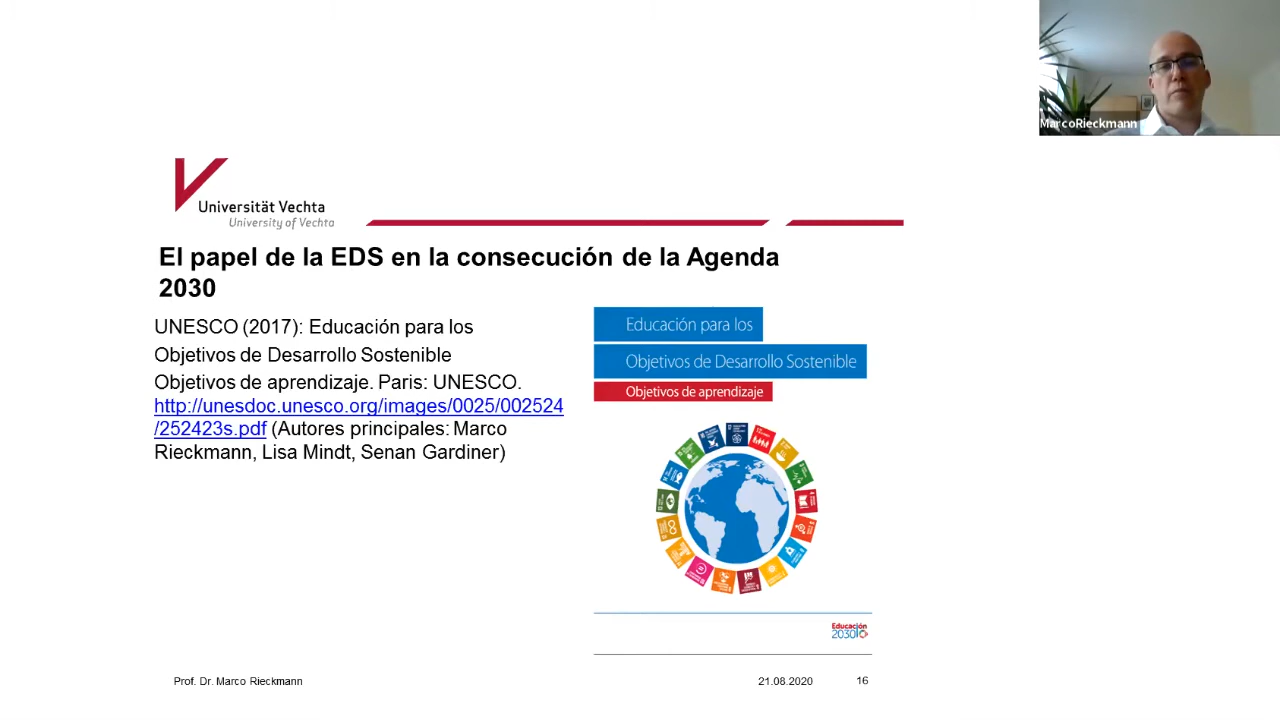 MarcoRieckmann
Universität Vechta
University of Vechta
El papel de la EDS en la consecución de la Agenda
2030
UNESCO (2017): Educación para los
Objetivos de Desarrollo Sostenible
Objetivos de aprendizaje. Paris: UNESCO.
http://unesdoc.unesco.org/images/0025/002524
/252423s.pdf (Autores principales: Marco
Rieckmann, Lisa Mindt, Senan Gardiner)
Educación para los
Objetivos de Desarrollo Sostenible
Objetivos de aprendizaje
Educación
2030
Prof. Dr. Marco Rieckmann
21.08.2020
16